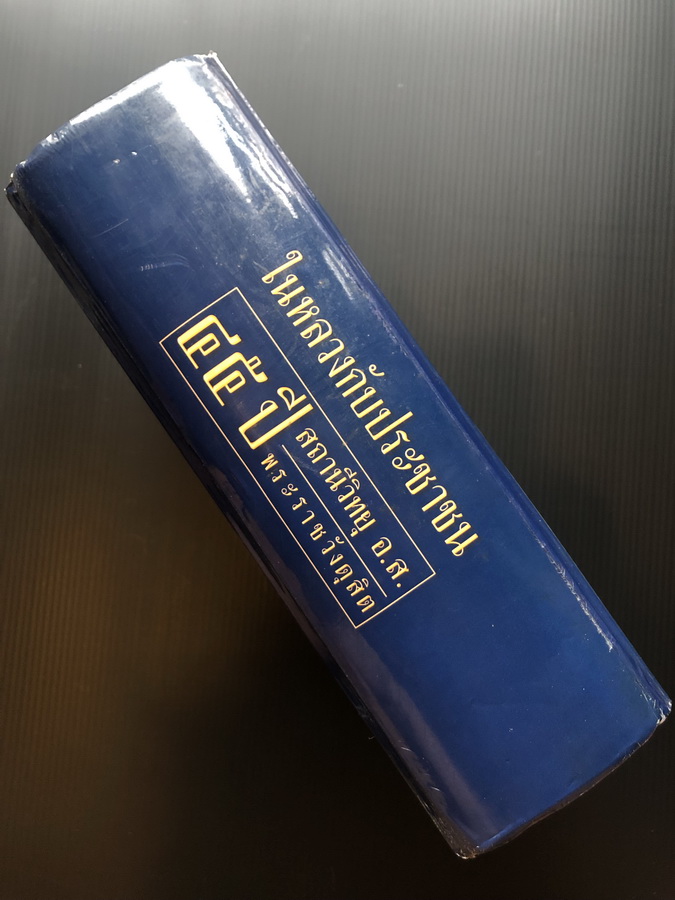 ในหลวงกับประชาชน
๔๕ ปี
สถานีวิทยุ อ.ส.
พระราชวังดุสิต